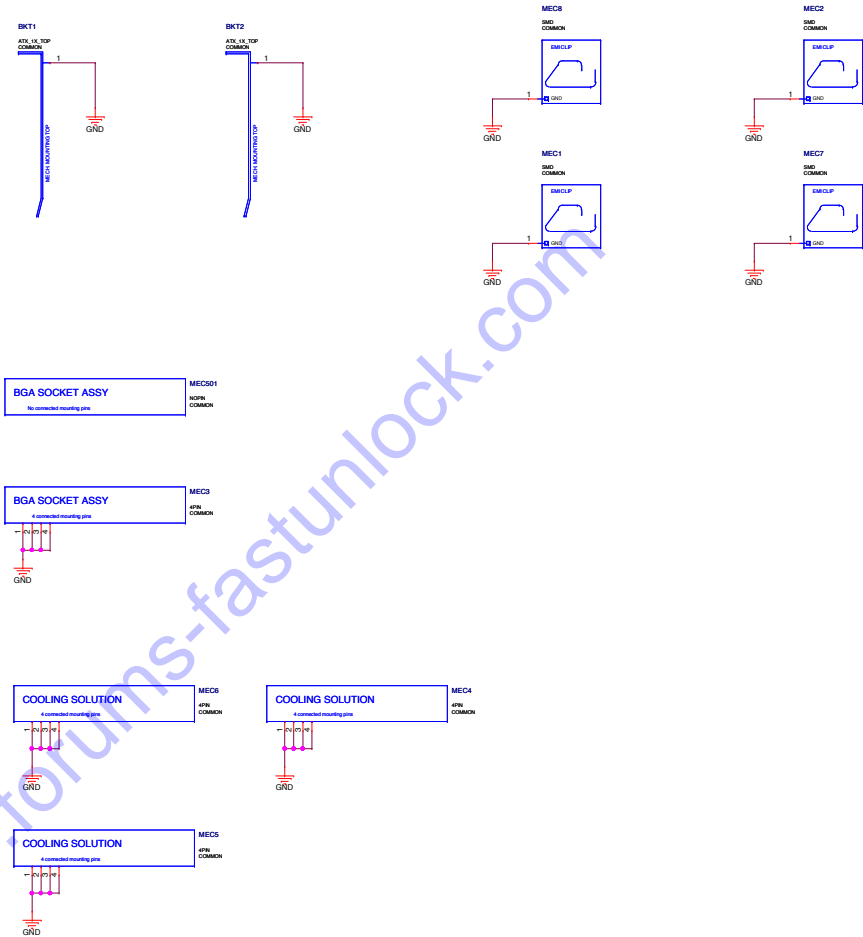 BKT1
ATX_1X_TOP
COMMON
1
MECH MOUNTING TOP
GND
BKT2
ATX_1X_TOP
COMMON
1
MECH MOUNTING TOP
GND
MEC8
SMD
COMMON
EMICLIP
1
GND
GND
MEC2
SMD
COMMON
EMICLIP
1
GND
GND
MEC1
SMD
COMMON
EMICLIP
1
GND
GND
MEC7
SMD
COMMON
EMICLIP
1
GND
GND
BGA SOCKET ASSY
No connected mounting pins
MEC501
NOPIN
COMMON
BGA SOCKET ASSY
4 connected mounting pins
MEC3
4PIN
COMMON
1
2
3
4
GND
COOLING SOLUTION
4 connected mounting pins
MEC6
4PIN
COMMON
1
2
3
4
GND
COOLING SOLUTION
4 connected mounting pins
MEC4
4PIN
COMMON
1
2
3
4
GND
COOLING SOLUTION
4 connected mounting pins
MEC5
4PIN
COMMON
1
2
3
4
GND
.forums-fastunlock.com